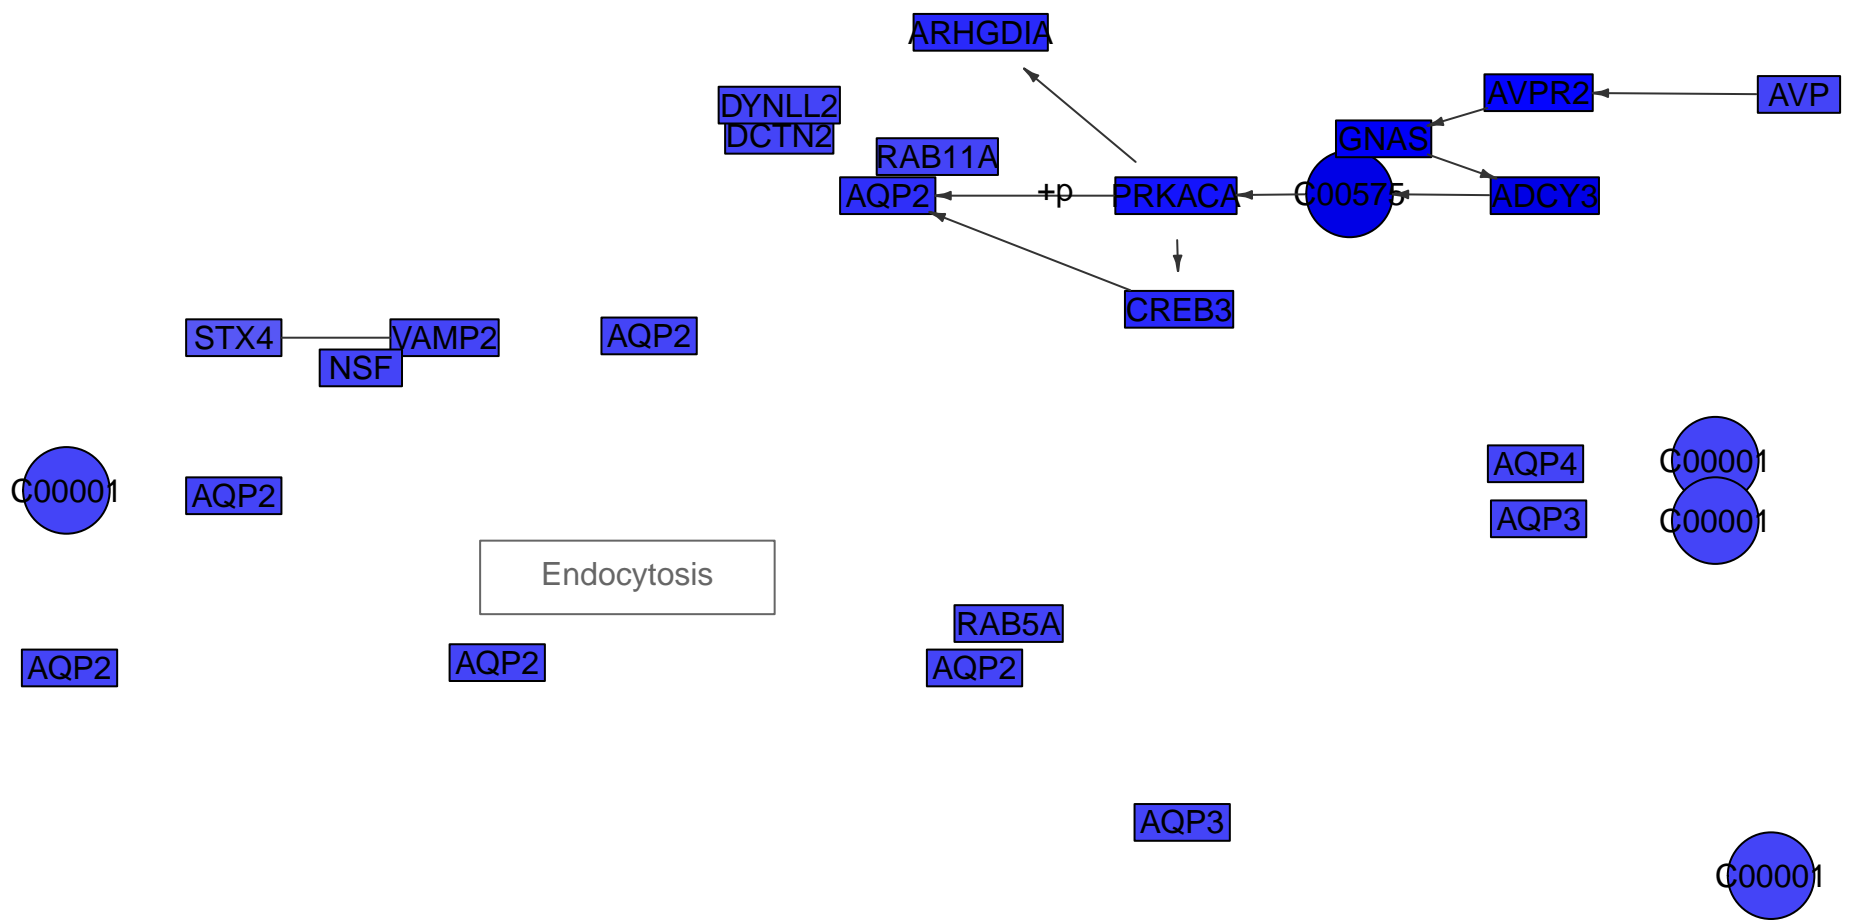 ARHGDIA
DYNLL2
AVPR2
AVP
DCTN2
GNAS
RAB11A
AQP2
+p
PRKACA
C00575
ADCY3
CREB3
STX4
VAMP2
AQP2
NSF
C00001
AQP2
AQP4
C00001
AQP3
C00001
Endocytosis
RAB5A
AQP2
AQP2
AQP2
AQP3
C00001